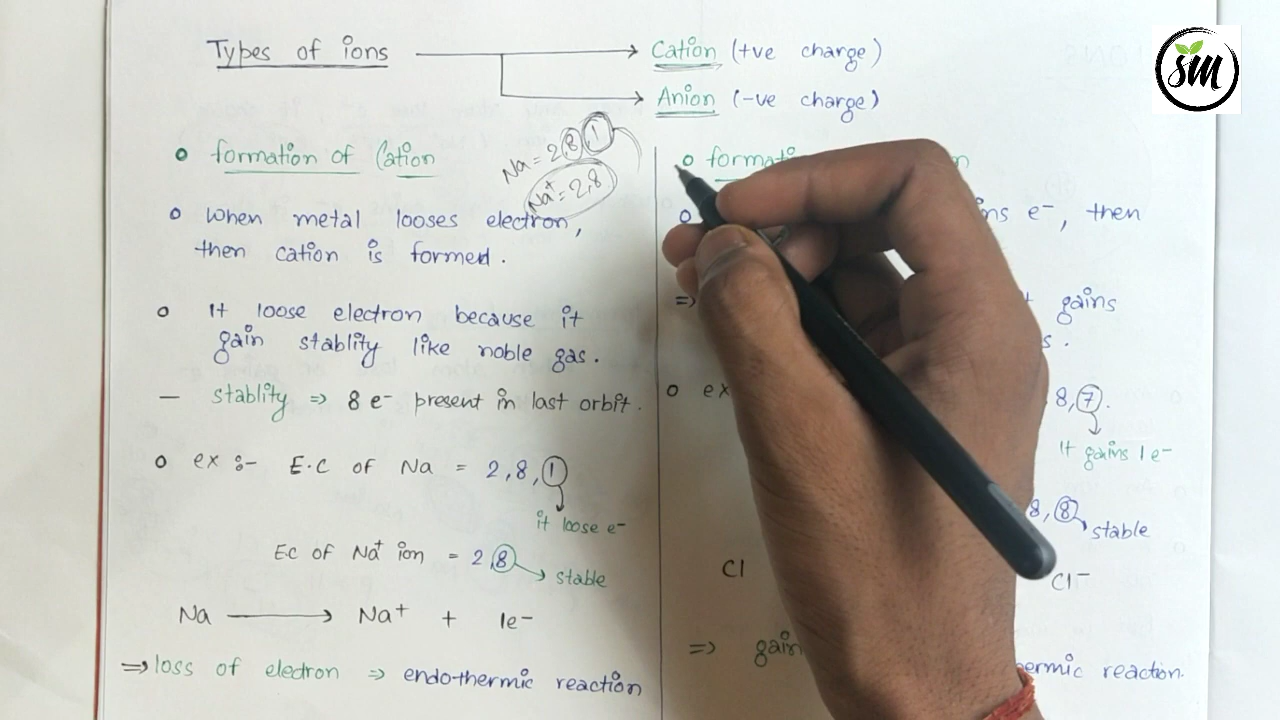 Types of ions
Cation (+ve charge)
Anion (-ve charge)
formation of Cation
Na = 2,8,1
Na⁺ = 2,8
When metal looses electron,
then cation is formed.
It loose electron because it
gain stablity like noble gas.
— stablity ⇒ 8 e⁻ present in last orbit.
ex :- E.C of Na = 2,8,1
it loose e⁻
E.C of Na⁺ ion = 2,8
stable
Na ⟶ Na⁺ + 1e⁻
⇒ loss of electron ⇒ endo-thermic reaction
e⁻, then
⇒ gains
ex 8,7.
It gains 1e⁻
8,8
stable
Cl Cl⁻
⇒ reaction.
SM